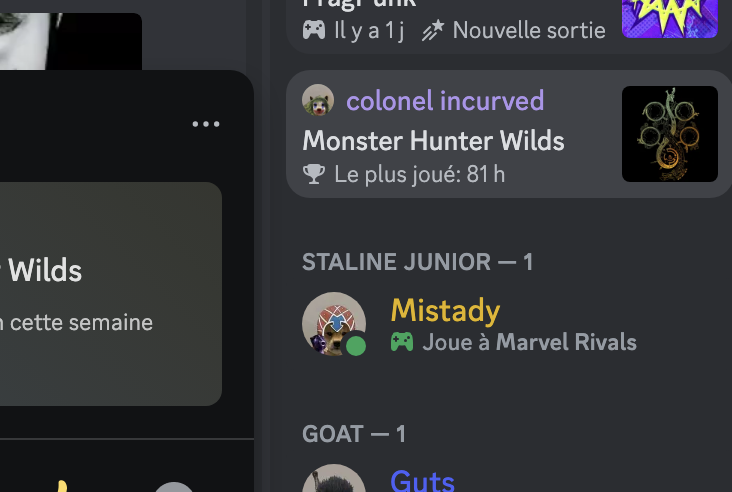 Il y a 1 j Nouvelle sortie
colonel incurved
Monster Hunter Wilds
Le plus joué: 81 h
Wilds
cette semaine
STALINE JUNIOR — 1
Mistady
Joue à Marvel Rivals
GOAT — 1
Guts